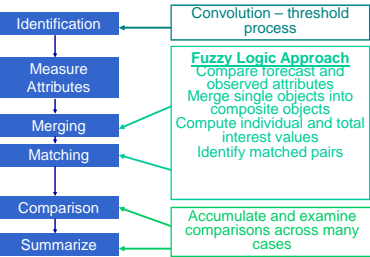 Identification
Measure
Attributes
Merging
Matching
Comparison
Summarize
Convolution – threshold
process
Fuzzy Logic Approach
Compare forecast and
observed attributes
Merge single objects into
composite objects
Compute individual and total
interest values
Identify matched pairs
Accumulate and examine
comparisons across many
cases